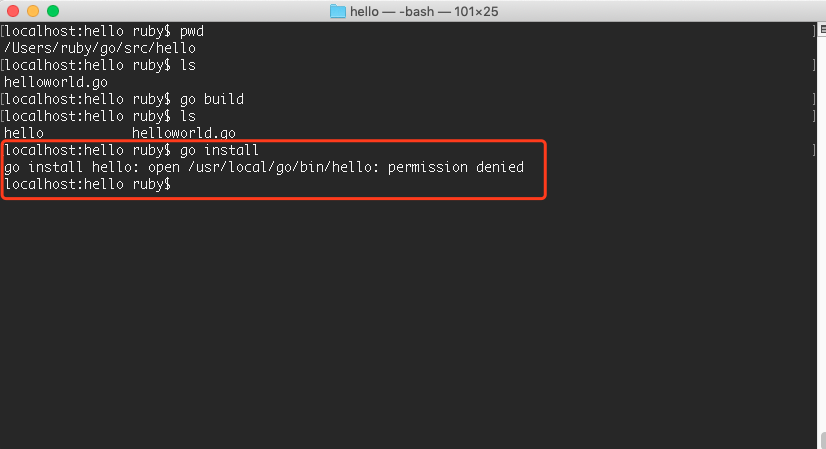 hello — -bash — 101×25
[localhost:hello ruby$ pwd ]
/Users/ruby/go/src/hello
[localhost:hello ruby$ ls ]
helloworld.go
[localhost:hello ruby$ go build ]
[localhost:hello ruby$ ls ]
hello helloworld.go
[localhost:hello ruby$ go install ]
go install hello: open /usr/local/go/bin/hello: permission denied
localhost:hello ruby$